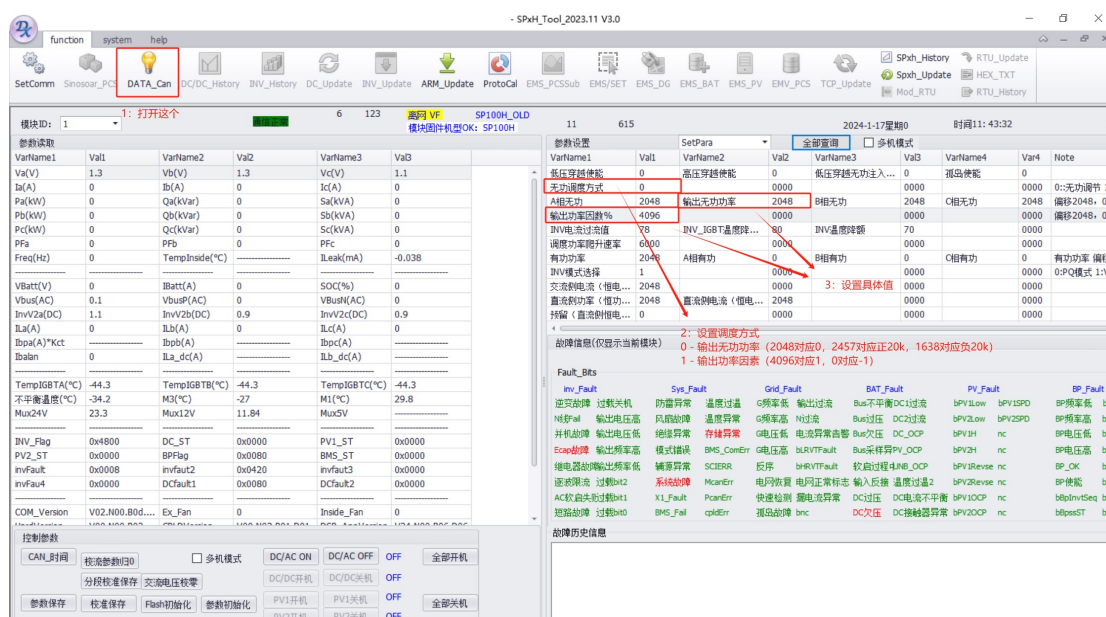 - SPxH_Tool_2023.11 V3.0
function system help
SetComm Sinosoar_PCS DATA_Can DC/DC_History INV_History DC_Update INV_Update ARM_Update ProtoCal EMS_PCSSub EMS/SET EMS_DG EMS_BAT EMS_PV EMV_PCS TCP_Update
SPxh_History RTU_Update
Spxh_Update HEX_TXT
Mod_RTU RTU_History
1：打开这个
模块ID: 1 6 123 离网 VF SP100H_OLD
模块固件机型OK: SP100H
11 615 2024-1-17星期0 时间11: 43:32
参数读取
VarName1 Val1 VarName2 Val2 VarName3 Val3
Va(V) 1.3 Vb(V) 1.3 Vc(V) 1.1
Ia(A) 0 Ib(A) 0 Ic(A) 0
Pa(kW) 0 Qa(kVar) 0 Sa(kVA) 0
Pb(kW) 0 Qb(kVar) 0 Sb(kVA) 0
Pc(kW) 0 Qc(kVar) 0 Sc(kVA) 0
PFa 0 PFb 0 PFc 0
Freq(Hz) 0 TempInside(℃) ILeak(mA) -0.038
VBatt(V) 0 IBatt(A) 0 SOC(%) 0
Vbus(AC) 0.1 VbusP(AC) 0 VBusN(AC) 0
InvV2a(DC) 1.1 InvV2b(DC) 0.9 InvV2c(DC) 0.9
ILa(A) 0 ILb(A) 0 ILc(A) 0
Ibpa(A)*Kct Ibpb(A) Ibpc(A)
Ibalan 0 ILa_dc(A) ILb_dc(A)
TempIGBTA(℃) -44.3 TempIGBTB(℃) -44.3 TempIGBTC(℃) -44.3
不平衡温度(℃) -34.2 M3(℃) -27 M1(℃) 29.8
Mux24V 23.3 Mux12V 11.84 Mux5V
INV_Flag 0x4800 DC_ST 0x0000 PV1_ST 0x0000
PV2_ST 0x0000 BPFlag 0x0080 BMS_ST 0x0000
invFault 0x0008 invfaut2 0x0420 invfaut3 0x0000
invFau4 0x0000 DCfault1 0x0080 DCfault2 0x0000
COM_Version V02.N00.B0d.... Ex_Fan 0 Inside_Fan 0
控制参数
CAN_时间 校流参数归0 多机模式 DC/AC ON DC/AC OFF OFF 全部开机
分段校准保存 交流电压校零 DC/DC开机 DC/DC关机 OFF
参数保存 校准保存 Flash初始化 参数初始化 PV1开机 PV1关机 OFF 全部关机
PV2开机 PV2关机 OFF
参数设置 SetPara 全部查询 多机模式
VarName1 Val1 VarName2 Val2 VarName3 Val3 VarName4 Var4 Note
低压穿越使能 0 高压穿越使能 0 低压穿越无功注入... 0 孤岛使能 0
无功调度方式 0 0000 0000 0000 0::无功调节
A相无功 2048 输出无功功率 2048 B相无功 2048 C相无功 2048 偏移2048，
输出功率因数% 4096 0000 0000 0000 偏移2048，
INV电流过流值 78 INV_IGBT温度降... 80 INV温度降额 70 0000
调度功率爬升速率 6000 0000 0000 0000
有功功率 2048 A相有功 0 B相有功 0 C相有功 0 有功功率
INV模式选择 1 0000 0000 0000 0:PQ模式
交流侧电流（恒电... 2048 0000 0000 0000
直流侧功率（恒功... 2048 直流侧电流（恒电... 2048 0000 0000
预留（直流侧恒电... 0 0000 0000 0000
3：设置具体值
2：设置调度方式
0 - 输出无功功率（2048对应0，2457对应正20k，1638对应负20k）
1 - 输出功率因素（4096对应1，0对应-1）
故障信息(仅显示当前模块)
Fault_Bits
inv_Fault Sys_Fault Grid_Fault BAT_Fault PV_Fault BP_Fault
逆变故障 过载关机 防雷异常 温度过温 G频率低 输出过流 Bus不平衡 DC1过流 bPV1Low bPV1SPD BP频率低
输出电压高 风扇故障 温度异常 G频率高 N过流 Bus过压 DC2过流 bPV2Low bPV2SPD BP频率高
并机故障 输出电压低 绝缘异常 存储异常 G电压低 电流异常告警 Bus欠压 DC_OCP bPV1H nc BP电压低
Ecap故障 输出频率高 模式错误 BMS_ComErr G电压高 bLRVTFault Bus采样异 PV_OCP bPV2H nc BP电压高
继电器故障 输出频率低 辅源异常 SCIERR 反序 bHRVTFault 软启过程 bPV1Revse nc BP_OK
逐波限流 过载bit2 系统故障 McanErr 电网恢复 电网正常标志 输入反接 温度过温2 bPV2Revse nc BP使能
AC软启失败 过载bit1 X1_Fault PcanErr 快速检测 漏电流异常 DC过压 DC电流不平衡 bPV1OCP nc bBpInvtSeq
短路故障 过载bit0 BMS_Fail cpldErr 孤岛故障 bnc DC欠压 DC接触器异常 bPV2OCP nc bBpssST
故障历史信息